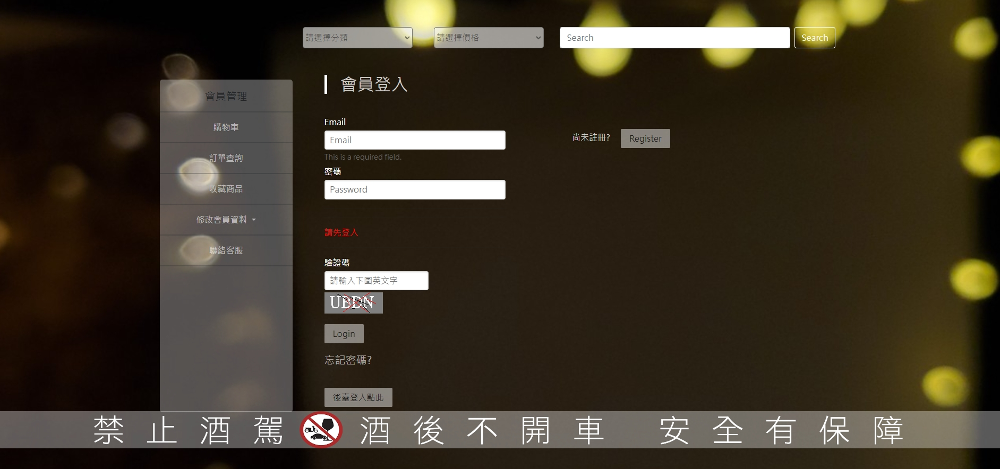 請選擇分類 請選擇價格 Search Search
會員登入
會員管理
購物車
訂單查詢
收藏商品
修改會員資料
聯絡客服
Email
Email
This is a required field.
密碼
Password
請先登入
驗證碼
請輸入下圖英文字
UBDN
Login
忘記密碼?
後臺登入點此
尚未註冊? Register
禁止酒駕 酒後不開車 安全有保障